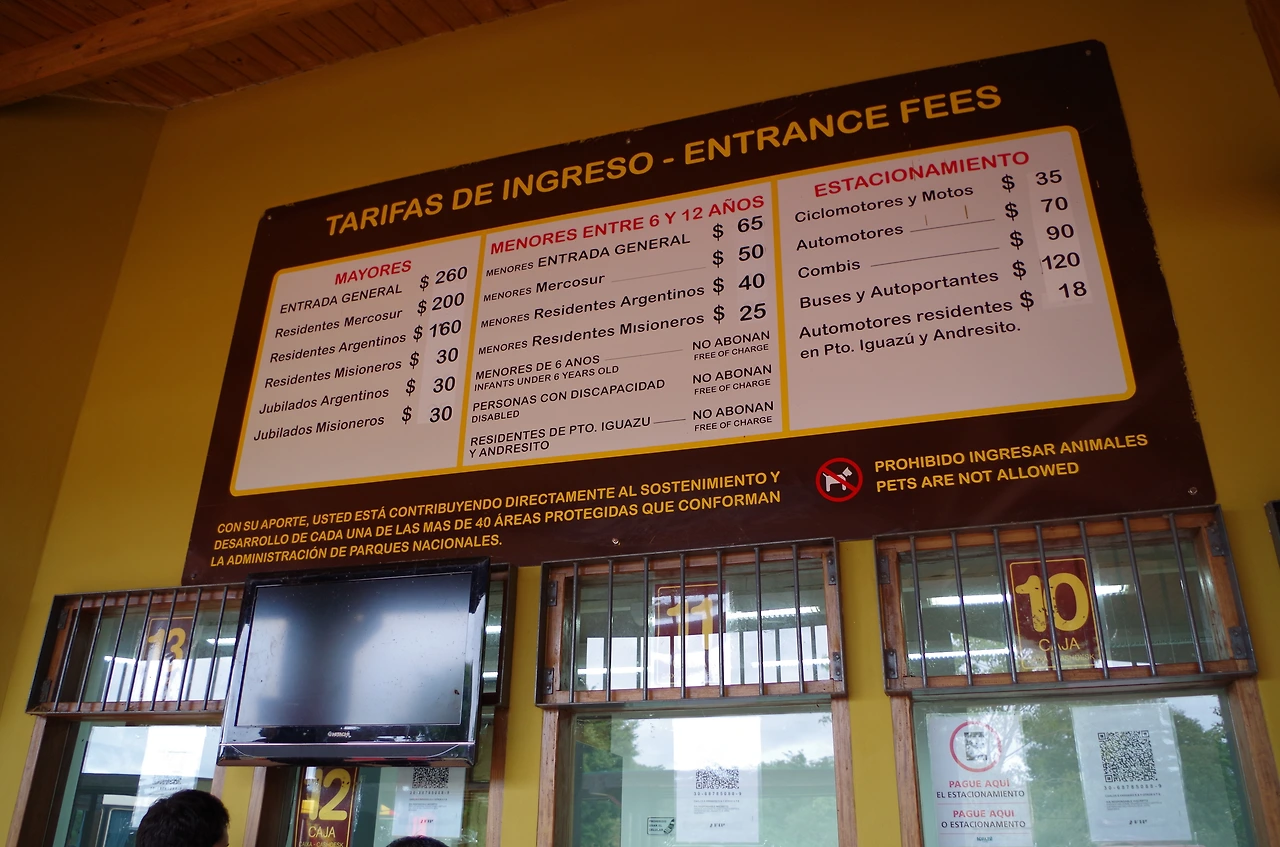 TARIFAS DE INGRESO - ENTRANCE FEES
MAYORES
ENTRADA GENERAL $ 260
Residentes Mercosur $ 200
Residentes Argentinos $ 160
Residentes Misioneros $ 30
Jubilados Argentinos $ 30
Jubilados Misioneros $ 30
MENORES ENTRE 6 Y 12 AÑOS
MENORES ENTRADA GENERAL $ 65
MENORES Mercosur $ 50
MENORES Residentes Argentinos $ 40
MENORES Residentes Misioneros $ 25
MENORES DE 6 ANOS NO ABONAN
INFANTS UNDER 6 YEARS OLD FREE OF CHARGE
PERSONAS CON DISCAPACIDAD NO ABONAN
DISABLED FREE OF CHARGE
RESIDENTES DE PTO. IGUAZU NO ABONAN
Y ANDRESITO FREE OF CHARGE
ESTACIONAMIENTO
Ciclomotores y Motos $ 35
Automotores $ 70
Combis $ 90
Buses y Autoportantes $ 120
Automotores residentes $ 18
en Pto. Iguazú y Andresito.
CON SU APORTE, USTED ESTÁ CONTRIBUYENDO DIRECTAMENTE AL SOSTENIMIENTO Y
DESARROLLO DE CADA UNA DE LAS MAS DE 40 ÁREAS PROTEGIDAS QUE CONFORMAN
LA ADMINISTRACIÓN DE PARQUES NACIONALES.
PROHIBIDO INGRESAR ANIMALES
PETS ARE NOT ALLOWED
13
11
10
CAJA
12
CAJA
PAGUE AQUÍ
EL ESTACIONAMIENTO
PAGUE AQUI
O ESTACIONAMENTO